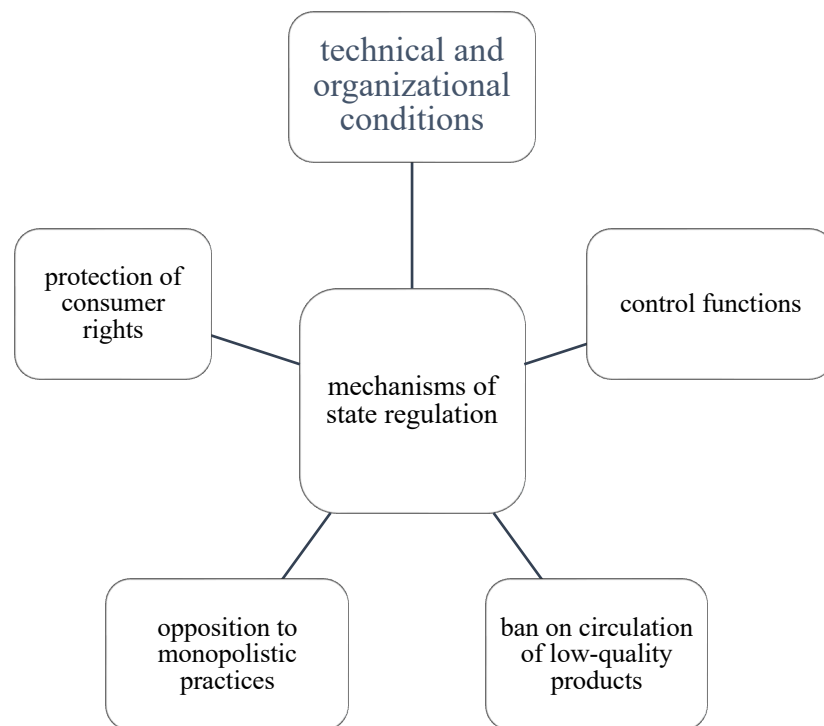 technical and
organizational
conditions
protection of
consumer
rights
control functions
mechanisms of
state regulation
opposition to
monopolistic
practices
ban on circulation
of low-quality
products